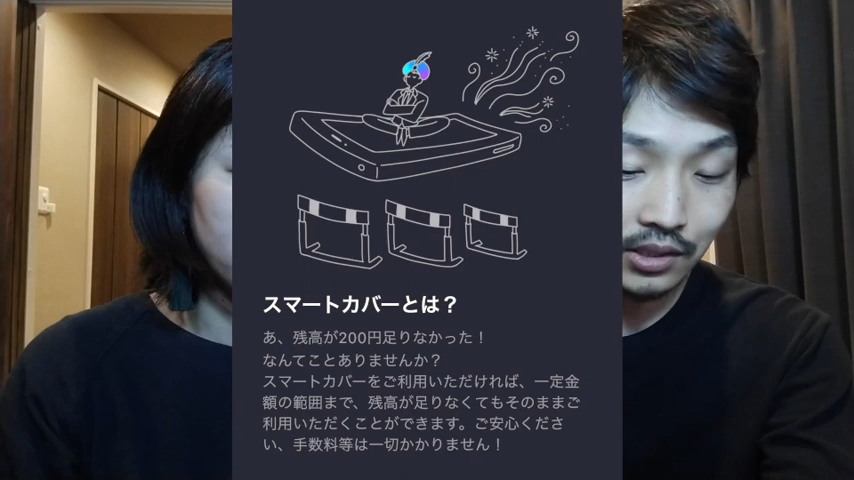 スマートカバーとは？
あ、残高が200円足りなかった！
なんてことありませんか？
スマートカバーをご利用いただければ、一定金
額の範囲まで、残高が足りなくてもそのままご
利用いただくことができます。ご安心くださ
い、手数料等は一切かかりません！